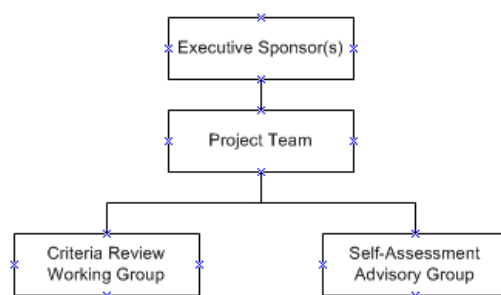 Executive Sponsor(s)
Project Team
Criteria Review
Working Group
Self-Assessment
Advisory Group